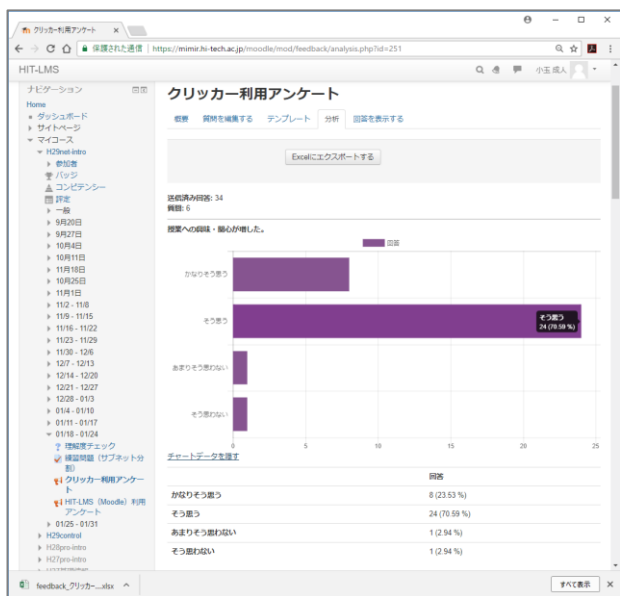 クリッカー利用アンケート
保護された通信 | https://mimir.hi-tech.ac.jp/moodle/mod/feedback/analysis.php?id=251
HIT-LMS
小玉 成人
ナビゲーション
Home
ダッシュボード
サイトページ
マイコース
H29net-intro
参加者
バッジ
コンピテンシー
評定
一般
9月20日
9月27日
10月4日
10月11日
11月18日
10月25日
11月1日
11/2 - 11/8
11/9 - 11/15
11/16 - 11/22
11/23 - 11/29
11/30 - 12/6
12/7 - 12/13
12/14 - 12/20
12/21 - 12/27
12/28 - 01/3
01/4 - 01/10
01/11 - 01/17
01/18 - 01/24
理解度チェック
練習問題（サブネット分
割）
クリッカー利用アンケー
ト
HIT-LMS（Moodle）利用
アンケート
01/25 - 01/31
H29control
H28pro-intro
H27pro-intro
クリッカー利用アンケート
概要 質問を編集する テンプレート 分析 回答を表示する
Excelにエクスポートする
送信済み回答: 34
質問: 6
授業への興味・関心が増した。
回答
かなりそう思う
そう思う
そう思う
24 (70.59 %)
あまりそう思わない
そう思わない
0 5 10 15 20 25
チャートデータを隠す
回答
かなりそう思う 8 (23.53 %)
そう思う 24 (70.59 %)
あまりそう思わない 1 (2.94 %)
そう思わない 1 (2.94 %)
feedback_クリッカー....xlsx
すべて表示